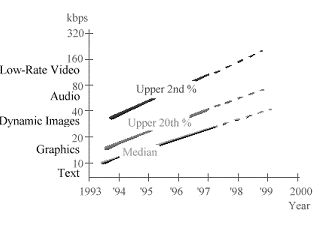 kbps
320
160
Low-Rate Video
80
Upper 2nd %
Audio
40
Dynamic Images
Upper 20th %
20
Graphics
Median
10
Text
1993 '94 '95 '96 '97 '98 '99 2000
Year